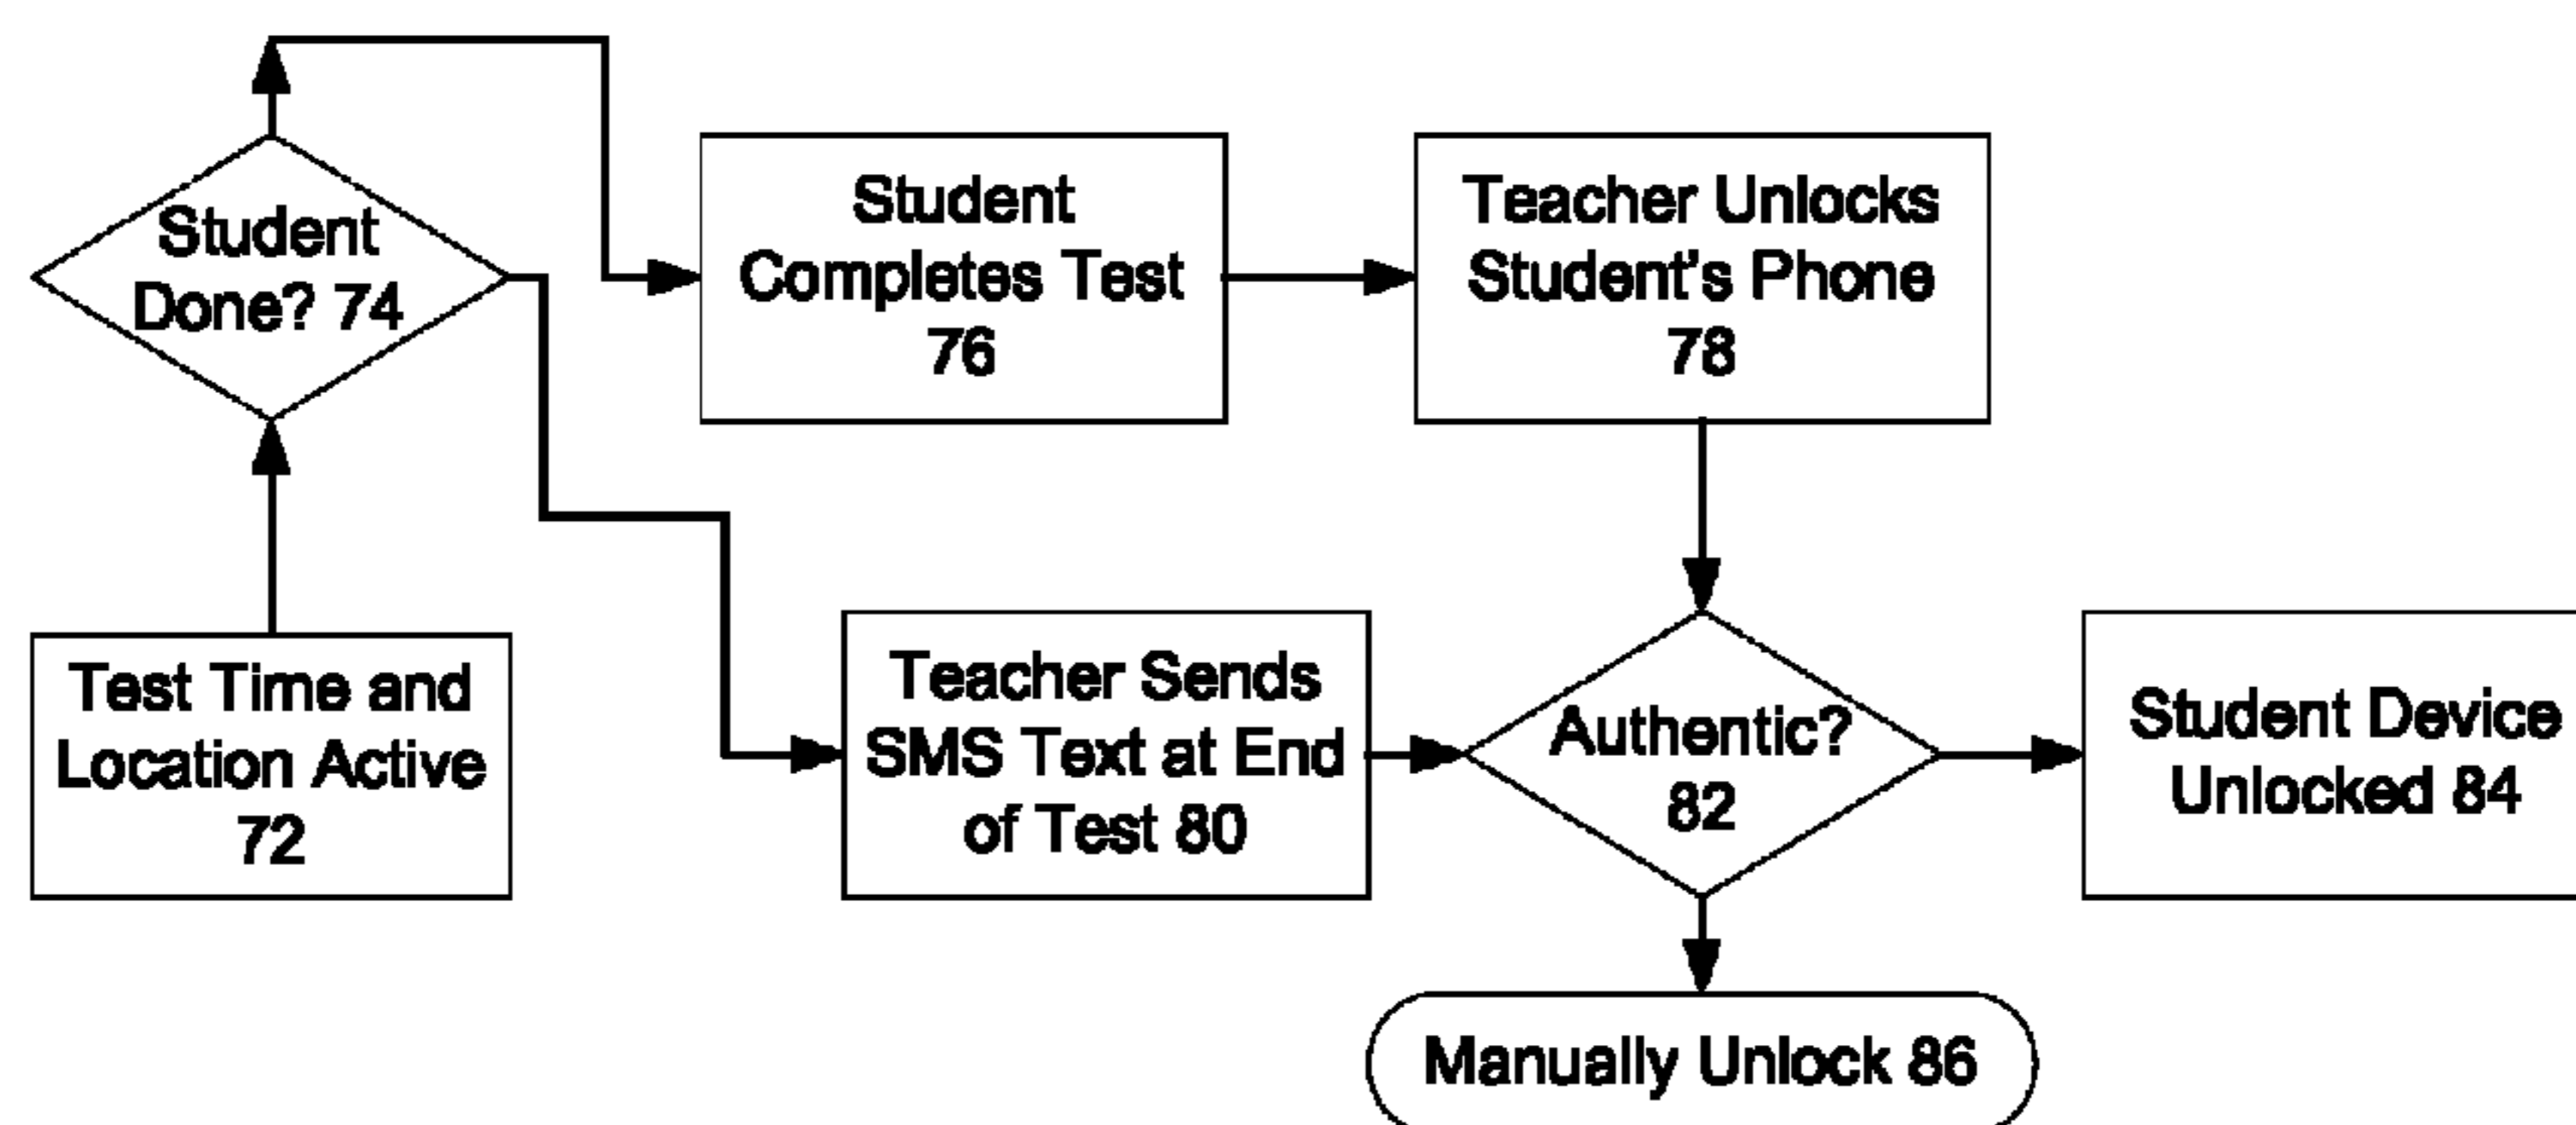 Student
Done? 74
Student
Completes Test
76
Teacher Unlocks
Student's Phone
78
Test Time and
Location Active
72
Teacher Sends
SMS Text at End
of Test 80
Authentic?
82
Student Device
Unlocked 84
Manually Unlock 86